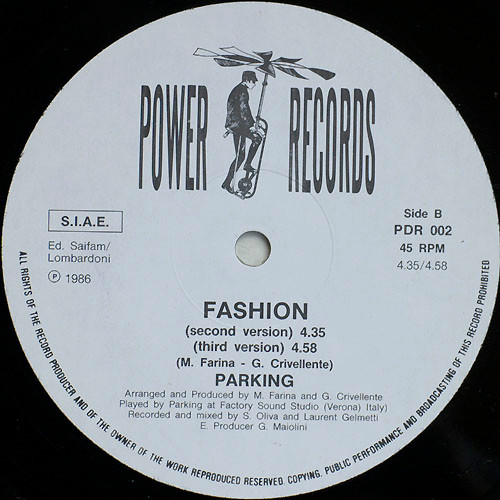 POWER RECORDS
S.I.A.E.
Ed. Saifam/
Lombardoni
Ⓟ 1986
Side B
PDR 002
45 RPM
4.35/4.58
FASHION
(second version) 4.35
(third version) 4.58
(M. Farina - G. Crivellente)
PARKING
Arranged and Produced by M. Farina and G. Crivellente
Played by Parking at Factory Sound Studio (Verona) Italy)
Recorded and mixed by S. Oliva and Laurent Gelmetti
E. Producer G. Maiolini
ALL RIGHTS OF THE RECORD PRODUCER AND OF THE OWNER OF THE WORK REPRODUCED RESERVED. COPYING, PUBLIC PERFORMANCE AND BROADCASTING OF THIS RECORD PROHIBITED